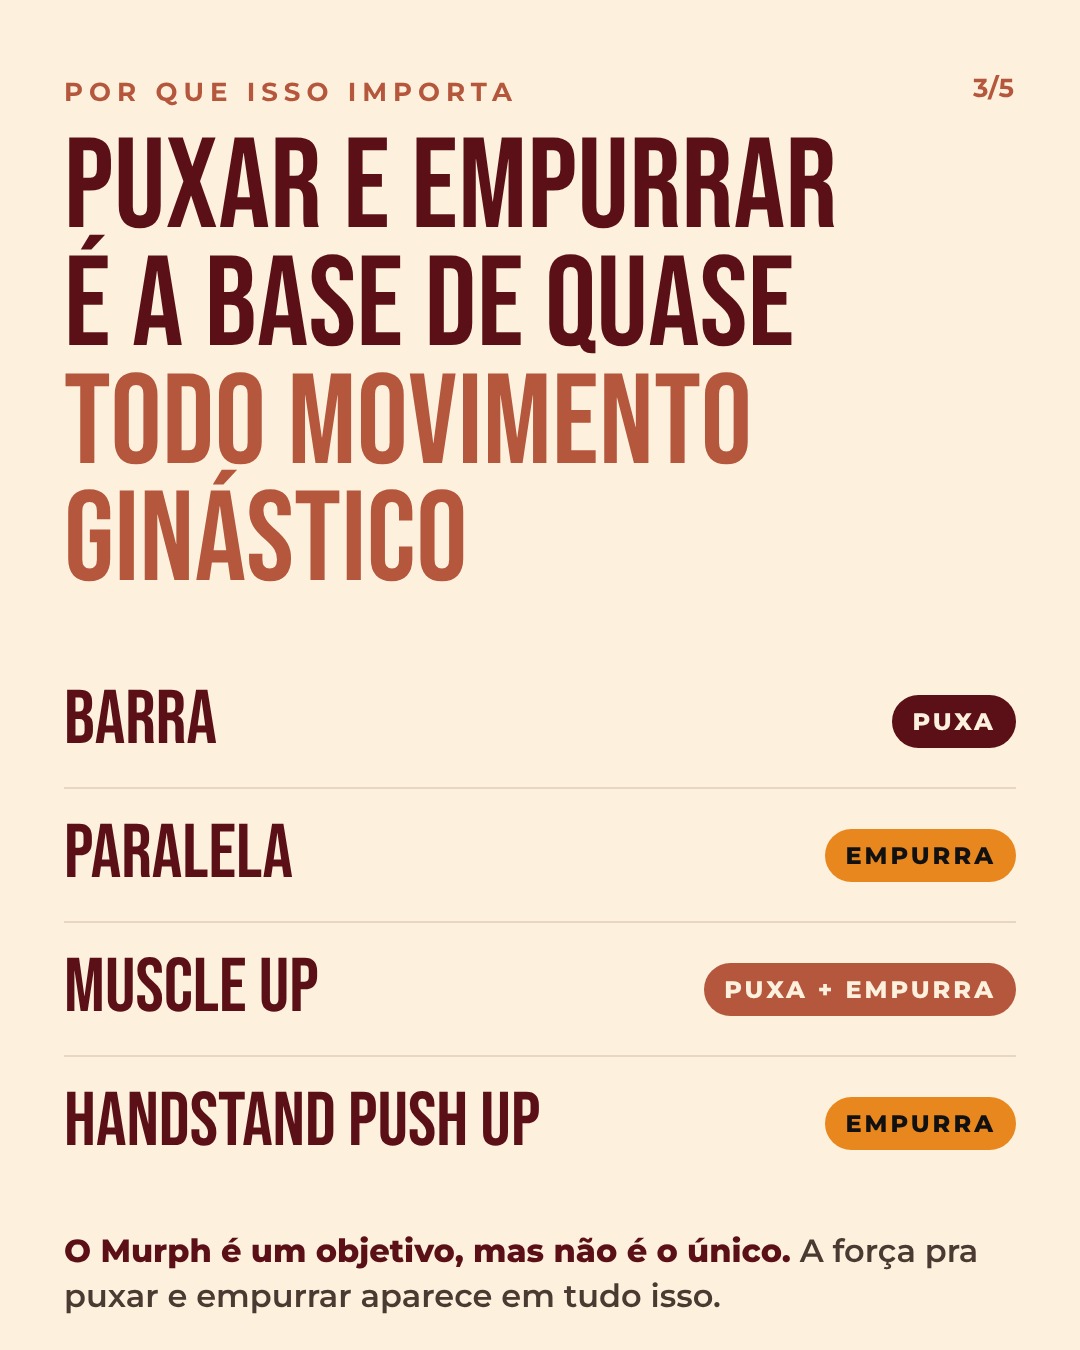 POR QUE ISSO IMPORTA
3/5
PUXAR E EMPURRAR
É A BASE DE QUASE
TODO MOVIMENTO
GINÁSTICO
BARRA
PUXA
PARALELA
EMPURRA
MUSCLE UP
PUXA + EMPURRA
HANDSTAND PUSH UP
EMPURRA
O Murph é um objetivo, mas não é o único. A força pra
puxar e empurrar aparece em tudo isso.